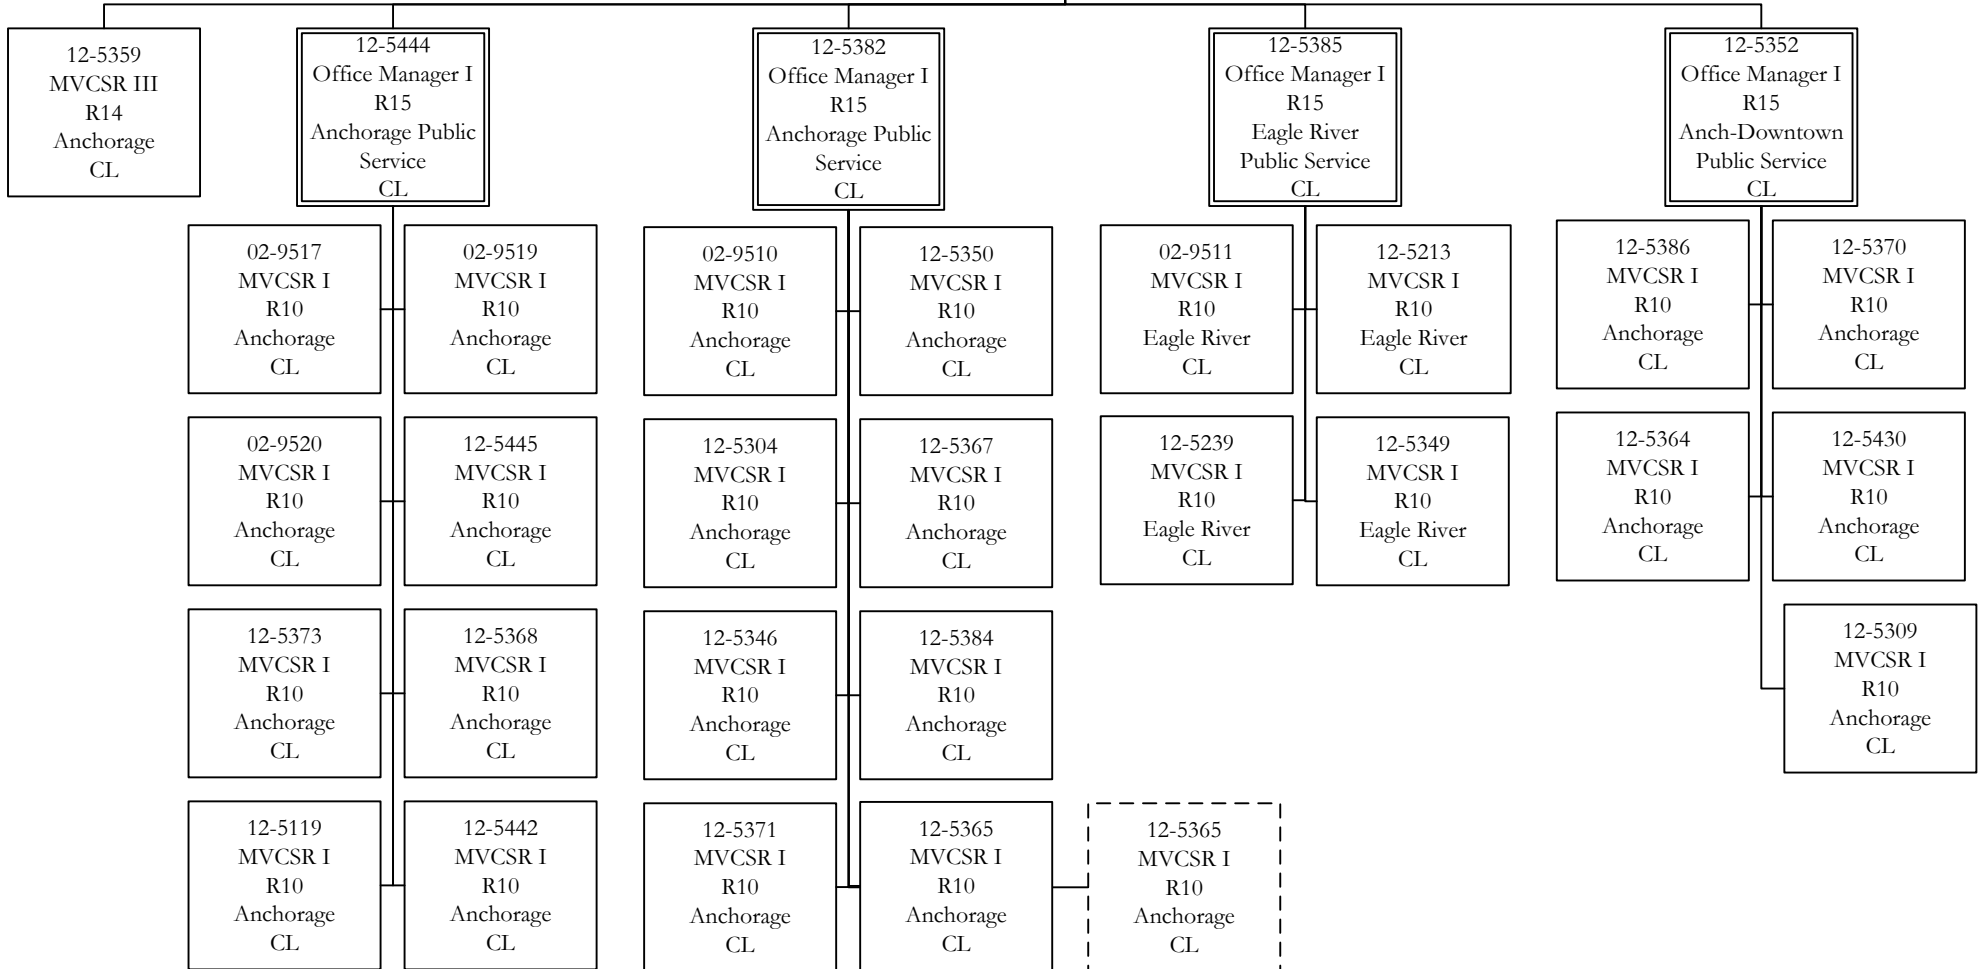 12-5359
MVCSR III
R14
Anchorage
CL
12-5444
Office Manager I
R15
Anchorage Public
Service
CL
12-5382
Office Manager I
R15
Anchorage Public
Service
CL
12-5385
Office Manager I
R15
Eagle River
Public Service
CL
12-5352
Office Manager I
R15
Anch-Downtown
Public Service
CL
02-9517
MVCSR I
R10
Anchorage
CL
02-9519
MVCSR I
R10
Anchorage
CL
02-9510
MVCSR I
R10
Anchorage
CL
12-5350
MVCSR I
R10
Anchorage
CL
02-9511
MVCSR I
R10
Eagle River
CL
12-5213
MVCSR I
R10
Eagle River
CL
12-5386
MVCSR I
R10
Anchorage
CL
12-5370
MVCSR I
R10
Anchorage
CL
02-9520
MVCSR I
R10
Anchorage
CL
12-5445
MVCSR I
R10
Anchorage
CL
12-5304
MVCSR I
R10
Anchorage
CL
12-5367
MVCSR I
R10
Anchorage
CL
12-5239
MVCSR I
R10
Eagle River
CL
12-5349
MVCSR I
R10
Eagle River
CL
12-5364
MVCSR I
R10
Anchorage
CL
12-5430
MVCSR I
R10
Anchorage
CL
12-5373
MVCSR I
R10
Anchorage
CL
12-5368
MVCSR I
R10
Anchorage
CL
12-5346
MVCSR I
R10
Anchorage
CL
12-5384
MVCSR I
R10
Anchorage
CL
12-5309
MVCSR I
R10
Anchorage
CL
12-5119
MVCSR I
R10
Anchorage
CL
12-5442
MVCSR I
R10
Anchorage
CL
12-5371
MVCSR I
R10
Anchorage
CL
12-5365
MVCSR I
R10
Anchorage
CL
12-5365
MVCSR I
R10
Anchorage
CL